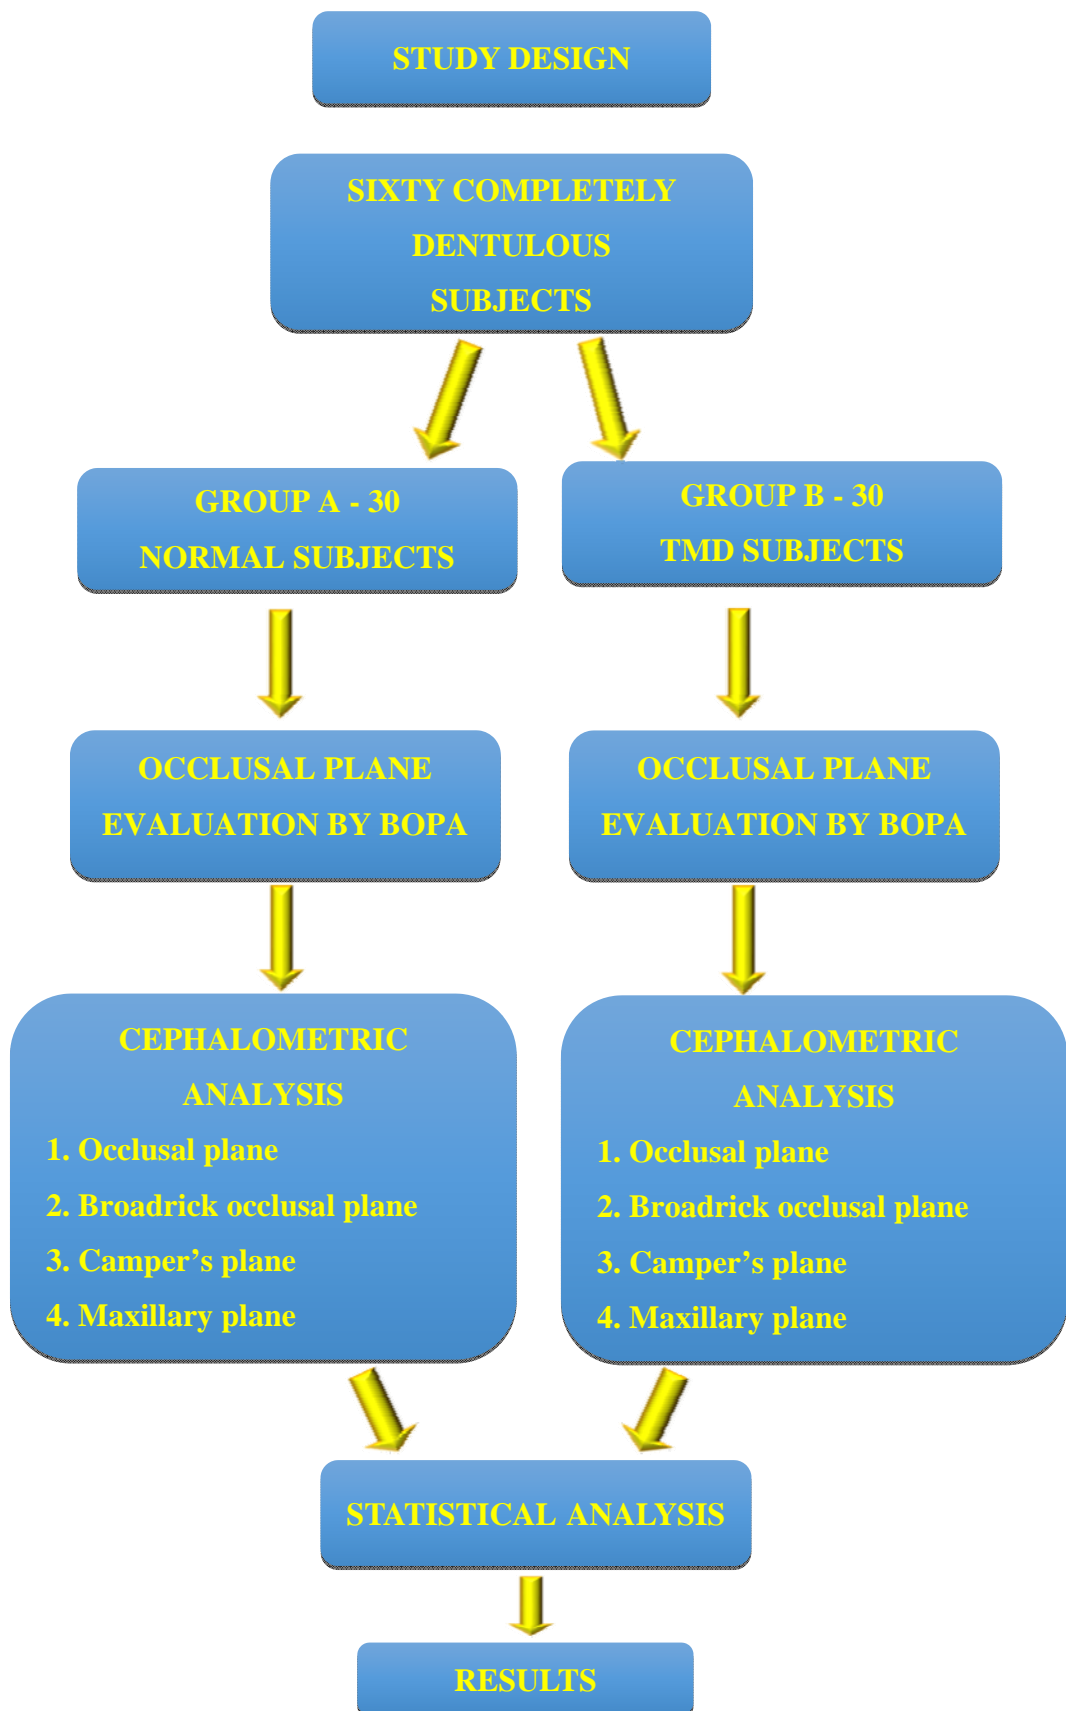 STUDY DESIGN
SIXTY COMPLETELY
DENTULOUS
SUBJECTS
GROUP A - 30
NORMAL SUBJECTS
GROUP B - 30
TMD SUBJECTS
OCCLUSAL PLANE
EVALUATION BY BOPA
OCCLUSAL PLANE
EVALUATION BY BOPA
CEPHALOMETRIC
ANALYSIS
1. Occlusal plane
2. Broadrick occlusal plane
3. Camper’s plane
4. Maxillary plane
CEPHALOMETRIC
ANALYSIS
1. Occlusal plane
2. Broadrick occlusal plane
3. Camper’s plane
4. Maxillary plane
STATISTICAL ANALYSIS
RESULTS